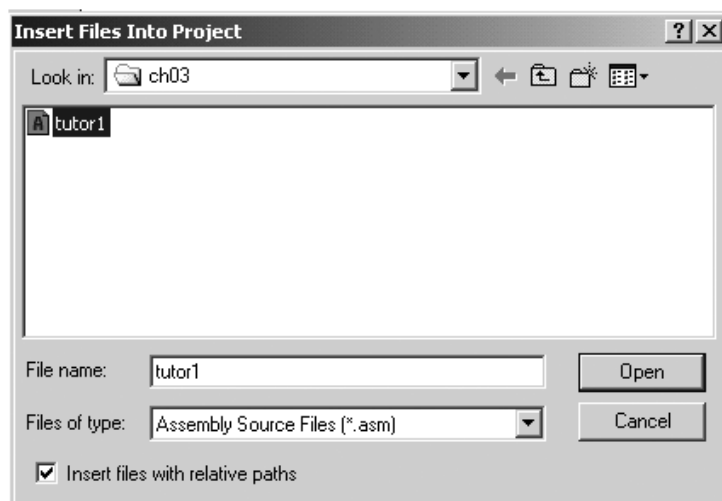 Insert Files Into Project
Look in: ch03
tutor1
File name: tutor1 Open
Files of type: Assembly Source Files (*.asm) Cancel
Insert files with relative paths